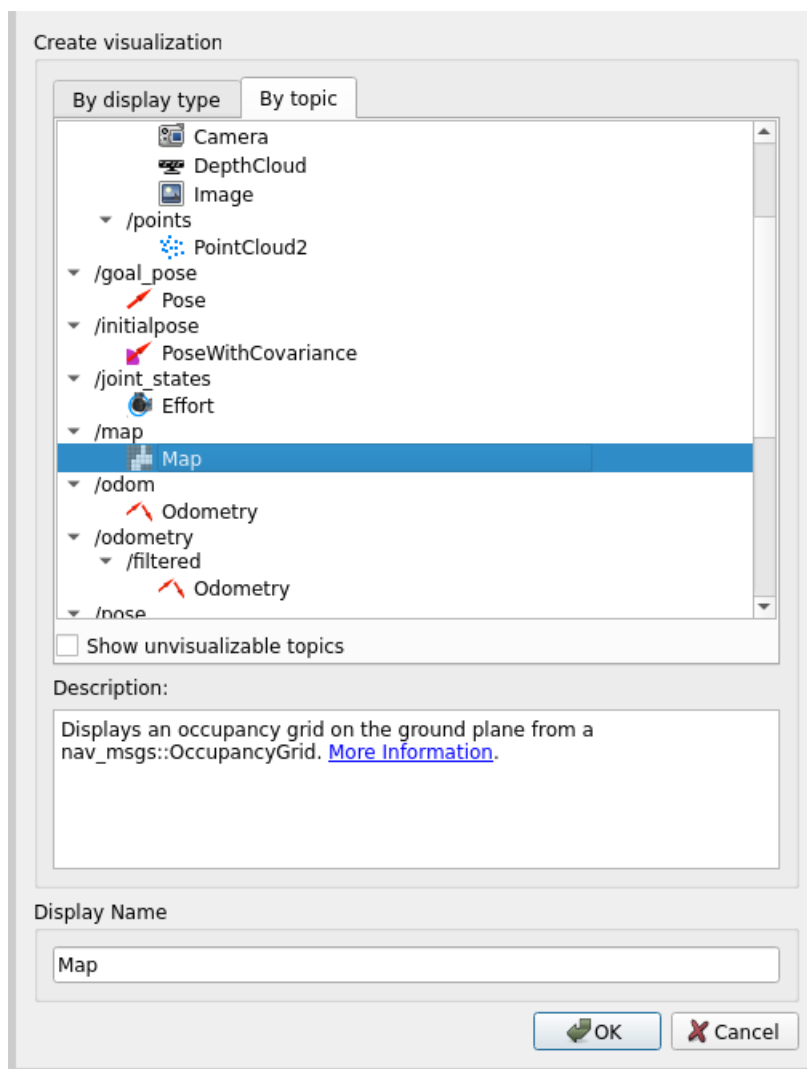 Create visualization
By display type By topic
Camera
DepthCloud
Image
/points
PointCloud2
/goal_pose
Pose
/initialpose
PoseWithCovariance
/joint_states
Effort
/map
Map
/odom
Odometry
/odometry
/filtered
Odometry
/pose
Show unvisualizable topics
Description:
Displays an occupancy grid on the ground plane from a
nav_msgs::OccupancyGrid. More Information.
Display Name
Map
OK Cancel